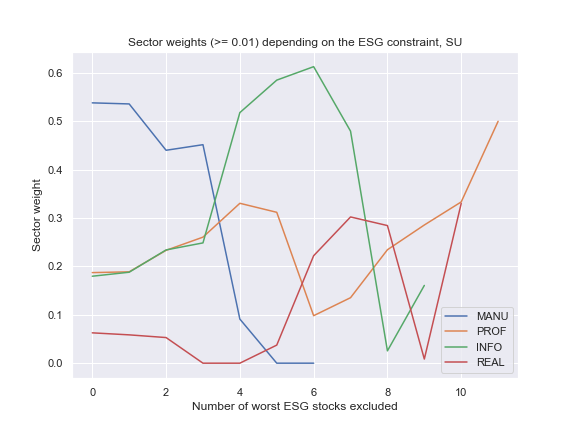 Sector weights (>= 0.01) depending on the ESG constraint, SU
Sector weight
0.6
0.5
0.4
0.3
0.2
0.1
0.0
0 2 4 6 8 10
Number of worst ESG stocks excluded
MANU
PROF
INFO
REAL